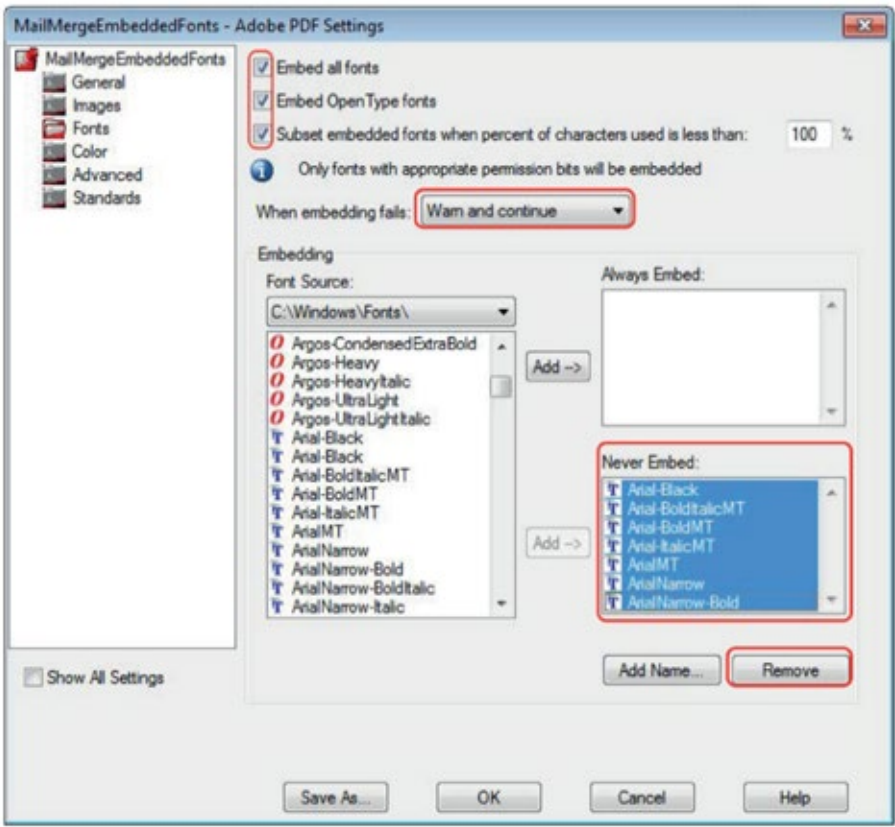 MailMergeEmbeddedFonts - Adobe PDF Settings
MailMergeEmbeddedFonts
General
Images
Fonts
Color
Advanced
Standards
Show All Settings
Embed all fonts
Embed OpenType fonts
Subset embedded fonts when percent of characters used is less than: 100 %
Only fonts with appropriate permission bits will be embedded
When embedding fails: Warn and continue
Embedding
Font Source:
C:\Windows\Fonts\
Argos-CondensedExtraBold
Argos-Heavy
Argos-HeavyItalic
Argos-UltraLight
Argos-UltraLightItalic
Arial-Black
Arial-Black
Arial-BoldItalicMT
Arial-BoldMT
Arial-ItalicMT
ArialMT
ArialNarrow
ArialNarrow-Bold
ArialNarrow-BoldItalic
ArialNarrow-Italic
Add -->
Add -->
Always Embed:
Never Embed:
Arial-Black
Arial-BoldItalicMT
Arial-BoldMT
Arial-ItalicMT
ArialMT
ArialNarrow
ArialNarrow-Bold
Add Name... Remove
Save As... OK Cancel Help